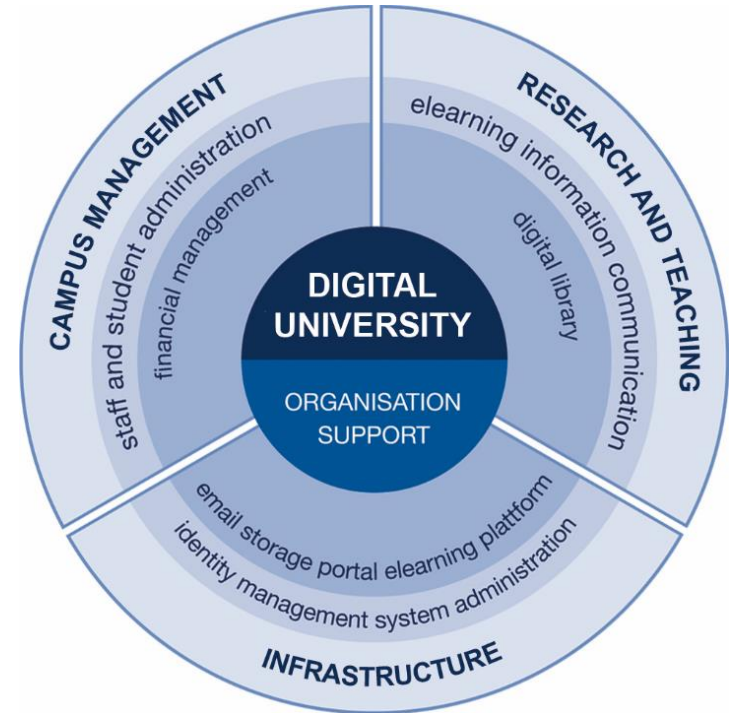 CAMPUS MANAGEMENT
staff and student administration
financial management
RESEARCH AND TEACHING
elearning information communication
digital library
DIGITAL
UNIVERSITY
ORGANISATION
SUPPORT
email storage portal elearning plattform
identity management system administration
INFRASTRUCTURE